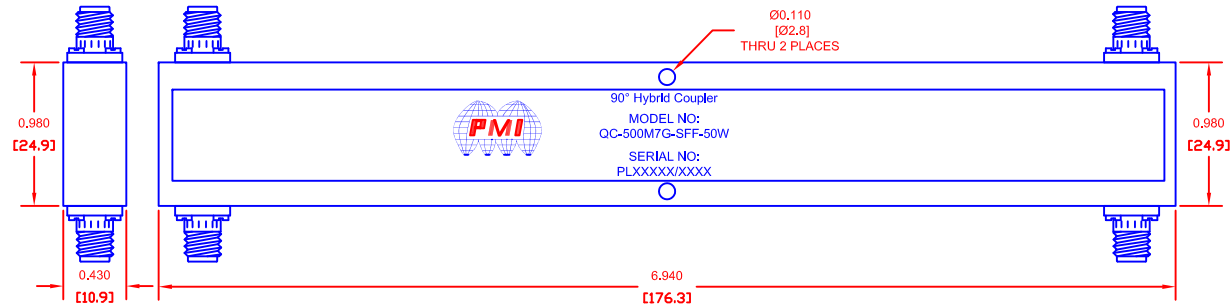 Ø0.110
[Ø2.8]
THRU 2 PLACES
0.980
[24.9]
90° Hybrid Coupler
MODEL NO:
QC-500M7G-SFF-50W
SERIAL NO:
PLXXXXX/XXXX
PMI
0.980
[24.9]
0.430
[10.9]
6.940
[176.3]